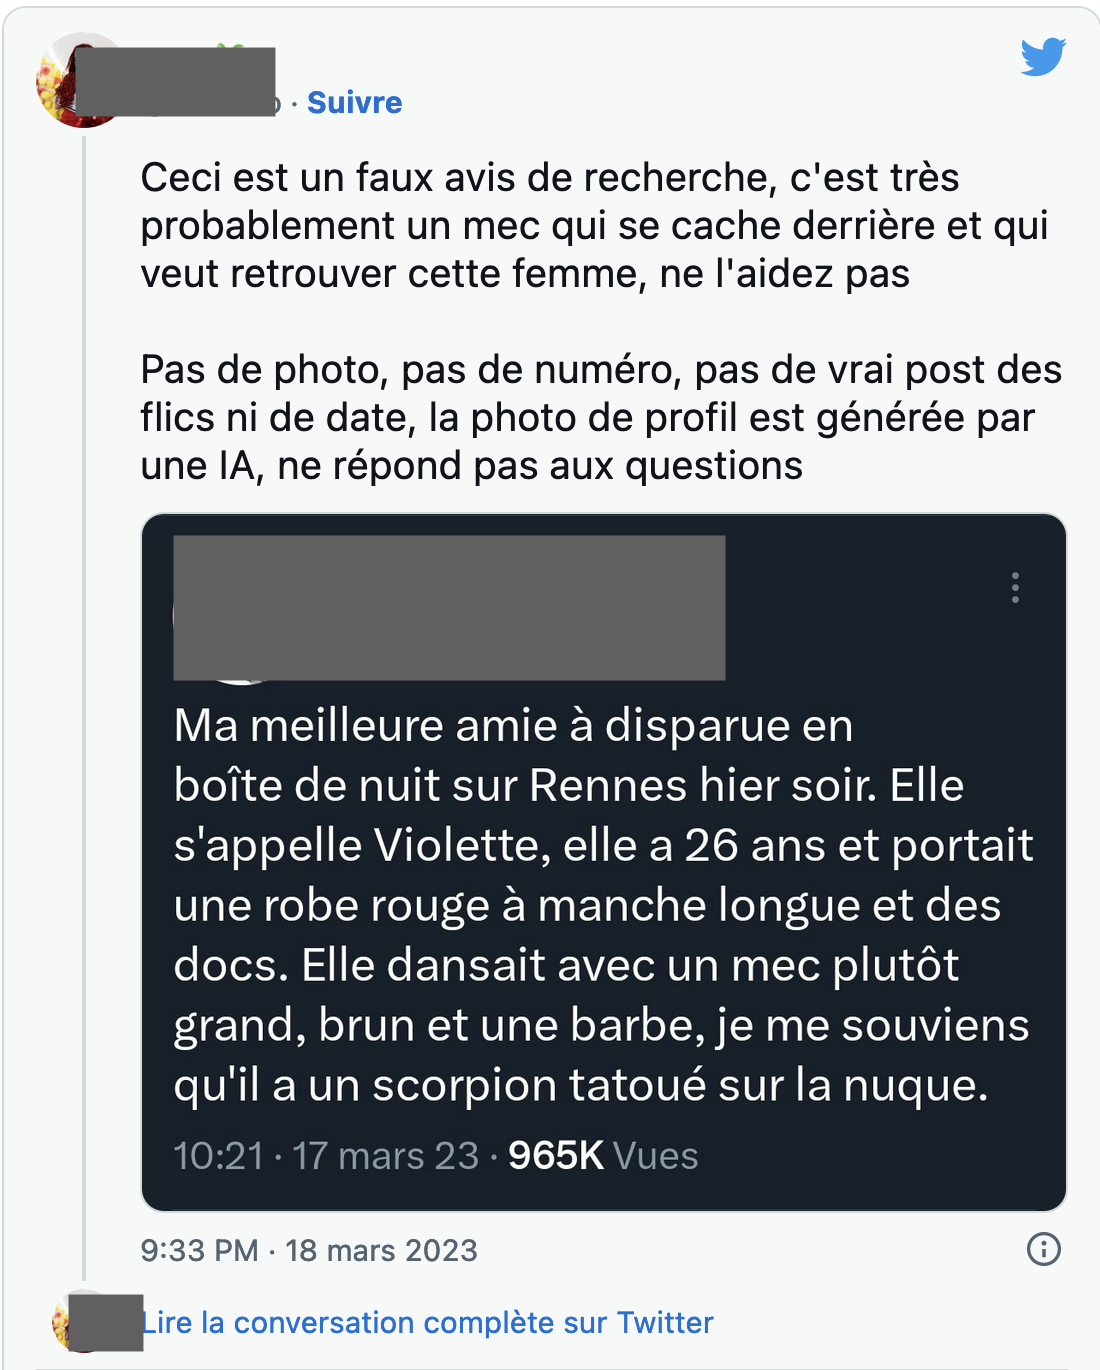 · Suivre
Ceci est un faux avis de recherche, c'est très
probablement un mec qui se cache derrière et qui
veut retrouver cette femme, ne l'aidez pas
Pas de photo, pas de numéro, pas de vrai post des
flics ni de date, la photo de profil est générée par
une IA, ne répond pas aux questions
Ma meilleure amie à disparue en
boîte de nuit sur Rennes hier soir. Elle
s'appelle Violette, elle a 26 ans et portait
une robe rouge à manche longue et des
docs. Elle dansait avec un mec plutôt
grand, brun et une barbe, je me souviens
qu'il a un scorpion tatoué sur la nuque.
10:21 · 17 mars 23 · 965K Vues
9:33 PM · 18 mars 2023
Lire la conversation complète sur Twitter